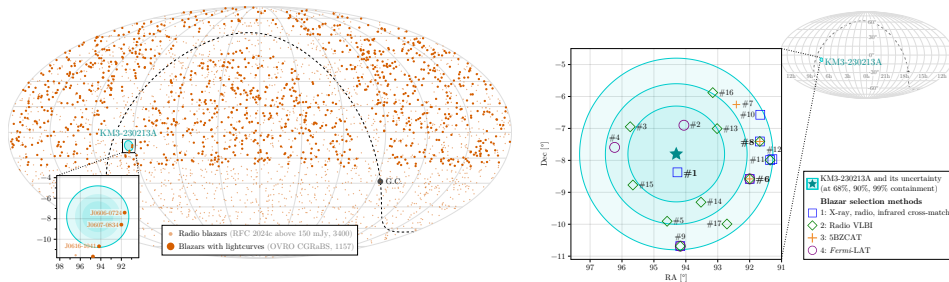 KM3-230213A
G.C.
−4
−6
−8
−10
J0606-0724
J0607-0834
J0616-1041
98 96 94 92
Radio blazars (RFC 2024c above 150 mJy, 3400)
Blazars with lightcurves (OVRO CGRaBS, 1157)
−5
−6
−7
−8
−9
−10
−11
Dec [°]
97 96 95 94 93 92 91
RA [°]
#16
#7
#10
#3
#2
#13
#4
#8
#12
#11
#1
#15
#6
#14
#5
#17
#9
60°
30°
0°
KM3-230213A
KM3-230213A and its uncertainty
(at 68%, 90%, 99% containment)
Blazar selection methods
1: X-ray, radio, infrared cross-match
2: Radio VLBI
3: 5BZCAT
4: Fermi-LAT